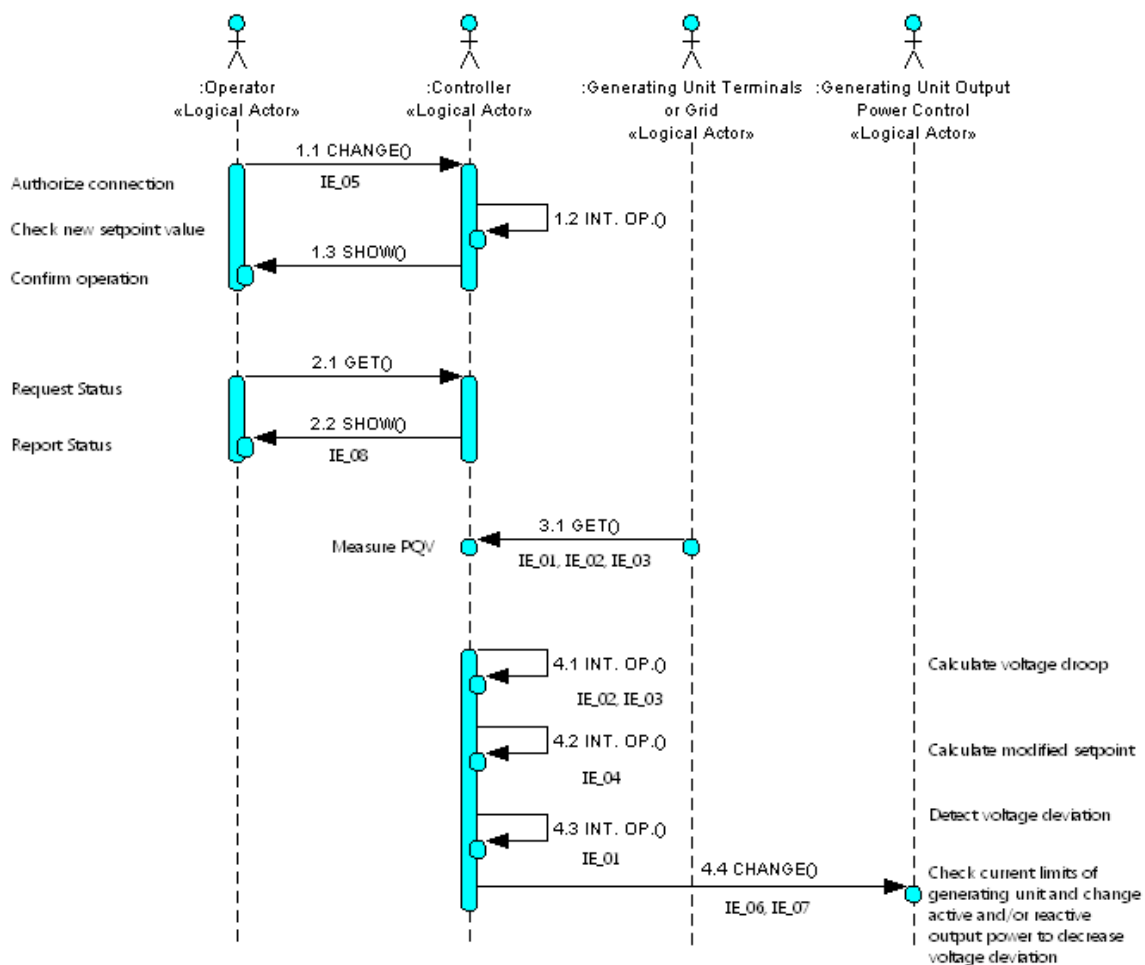 :Operator
«Logical Actor»
:Controller
«Logical Actor»
:Generating Unit Terminals
or Grid
«Logical Actor»
:Generating Unit Output
Power Control
«Logical Actor»
1.1 CHANGE()
Authorize connection
IE_05
1.2 INT. OP.()
Check new setpoint value
1.3 SHOW()
Confirm operation
2.1 GET()
Request Status
2.2 SHOW()
Report Status
IE_08
3.1 GET()
Measure PQV
IE_01, IE_02, IE_03
4.1 INT. OP.()
Calculate voltage droop
IE_02, IE_03
4.2 INT. OP.()
Calculate modified setpoint
IE_04
4.3 INT. OP.()
Detect voltage deviation
IE_01
4.4 CHANGE()
IE_06, IE_07
Check current limits of
generating unit and change
active and/or reactive
output power to decrease
voltage deviation